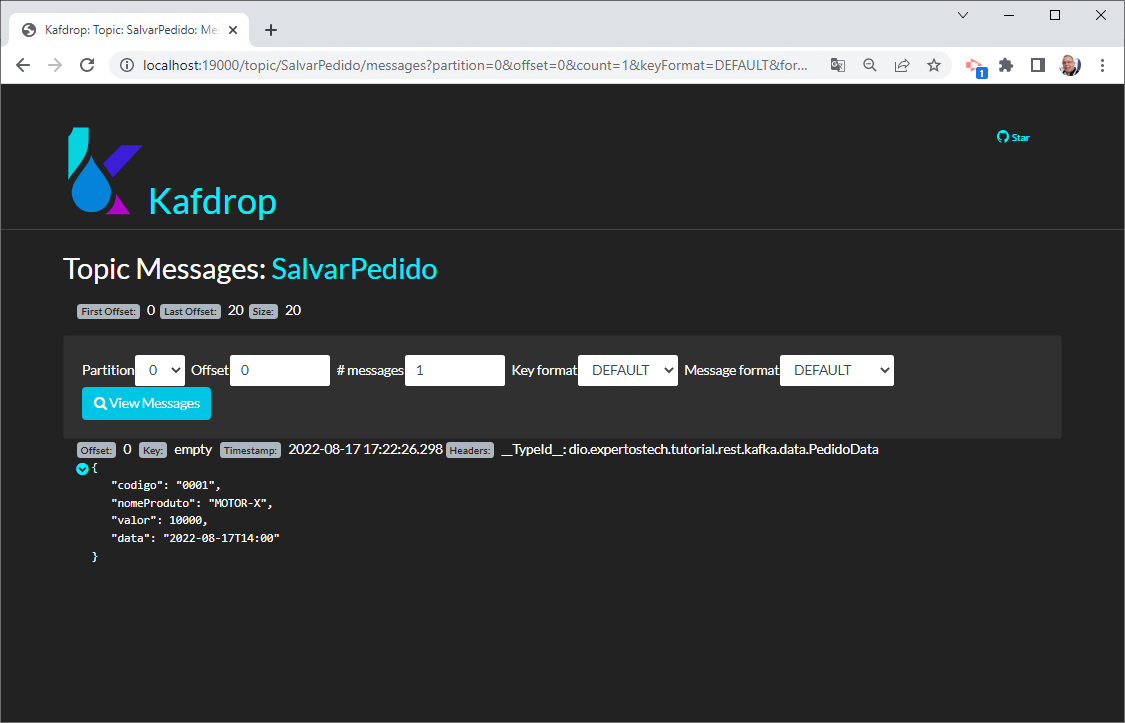 Kafdrop: Topic: SalvarPedido: Me
localhost:19000/topic/SalvarPedido/messages?partition=0&offset=0&count=1&keyFormat=DEFAULT&for...
1
Star
Kafdrop
Topic Messages: SalvarPedido
First Offset: 0 Last Offset: 20 Size: 20
Partition 0 Offset 0 # messages 1 Key format DEFAULT Message format DEFAULT
View Messages
Offset: 0 Key: empty Timestamp: 2022-08-17 17:22:26.298 Headers: __TypeId__: dio.expertostech.tutorial.rest.kafka.data.PedidoData
{
"codigo": "0001",
"nomeProduto": "MOTOR-X",
"valor": 10000,
"data": "2022-08-17T14:00"
}